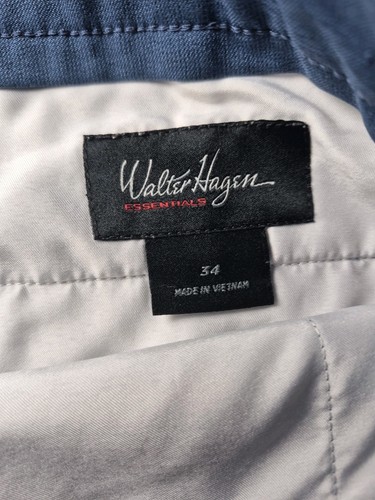 Walter Hagen
ESSENTIALS
34
MADE IN VIETNAM